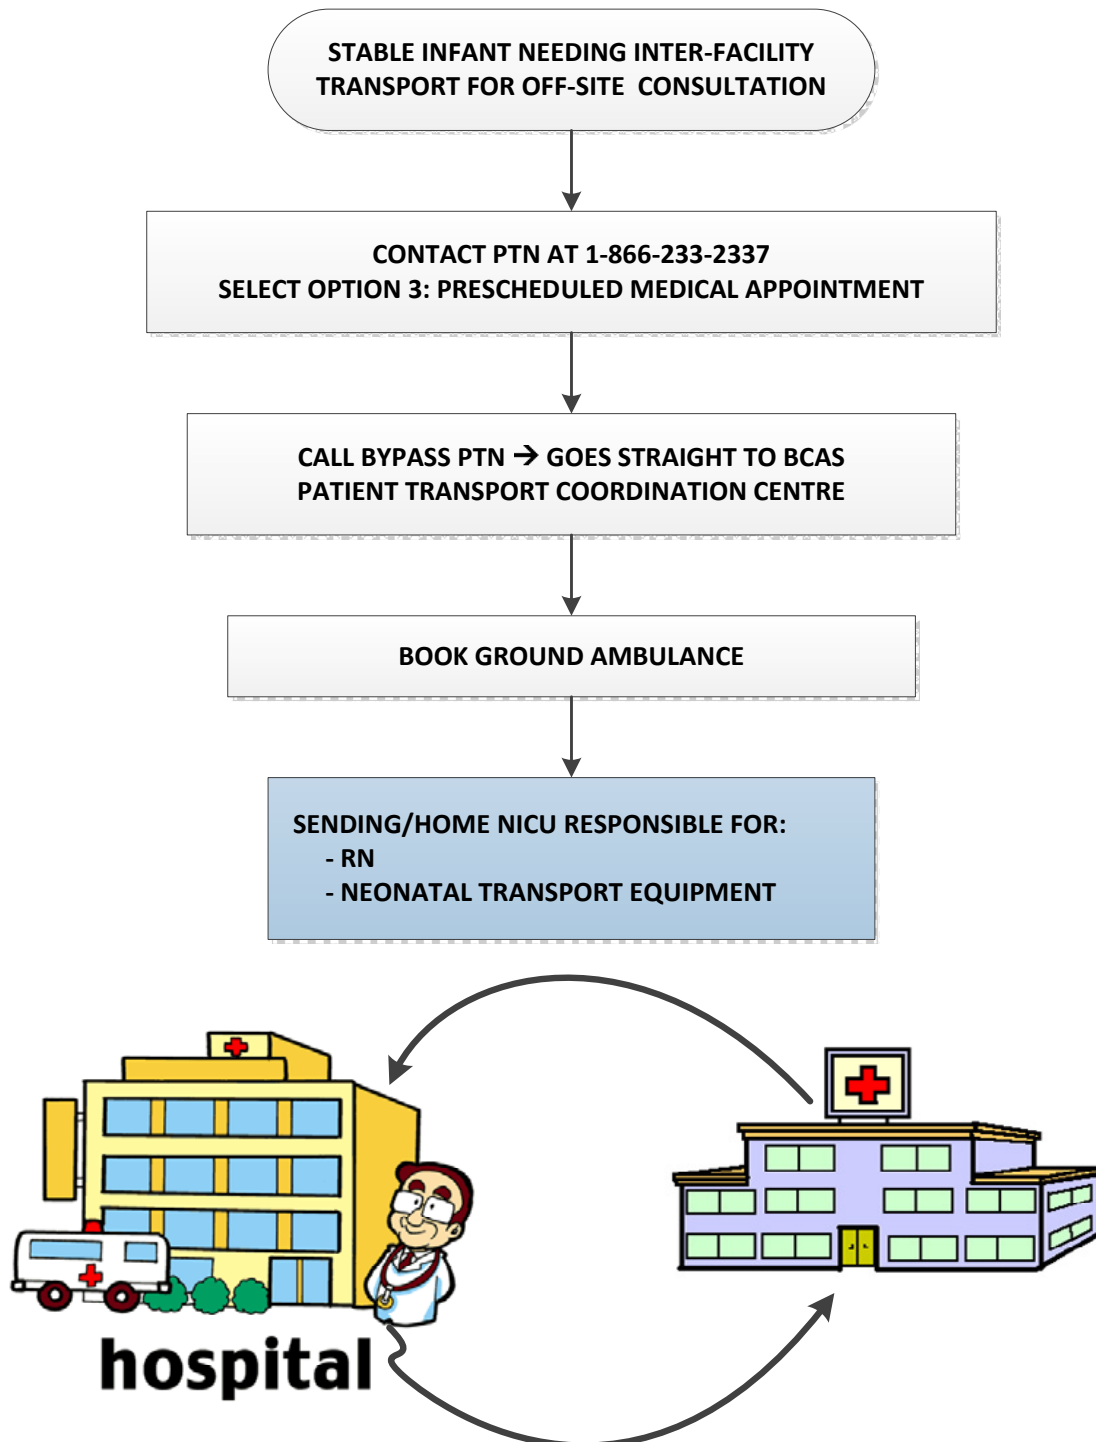 STABLE INFANT NEEDING INTER-FACILITY
TRANSPORT FOR OFF-SITE CONSULTATION
CONTACT PTN AT 1-866-233-2337
SELECT OPTION 3: PRESCHEDULED MEDICAL APPOINTMENT
CALL BYPASS PTN → GOES STRAIGHT TO BCAS
PATIENT TRANSPORT COORDINATION CENTRE
BOOK GROUND AMBULANCE
SENDING/HOME NICU RESPONSIBLE FOR:
- RN
- NEONATAL TRANSPORT EQUIPMENT
hospital